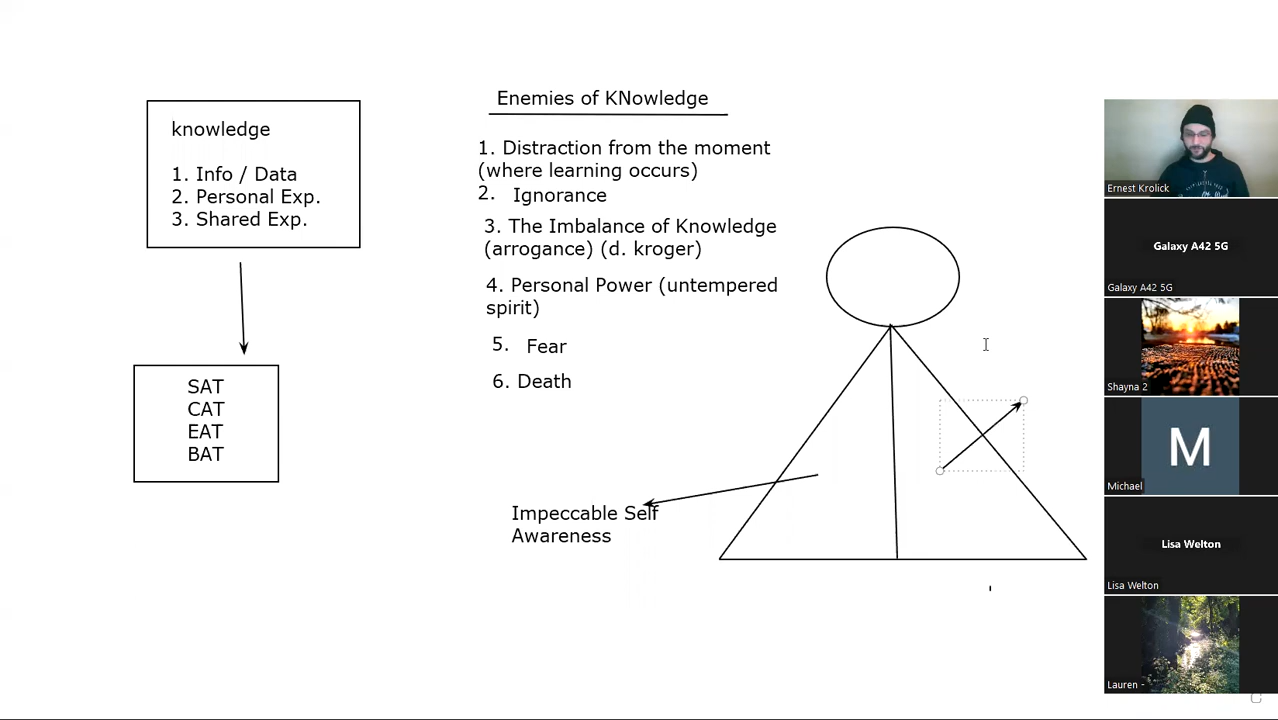 knowledge
1. Info / Data
2. Personal Exp.
3. Shared Exp.
SAT
CAT
EAT
BAT
Enemies of KNowledge
1. Distraction from the moment
(where learning occurs)
2. Ignorance
3. The Imbalance of Knowledge
(arrogance) (d. kroger)
4. Personal Power (untempered
spirit)
5. Fear
6. Death
Impeccable Self
Awareness
Ernest Krolick
Galaxy A42 5G
Galaxy A42 5G
Shayna 2
M
Michael
Lisa Welton
Lisa Welton
Lauren -